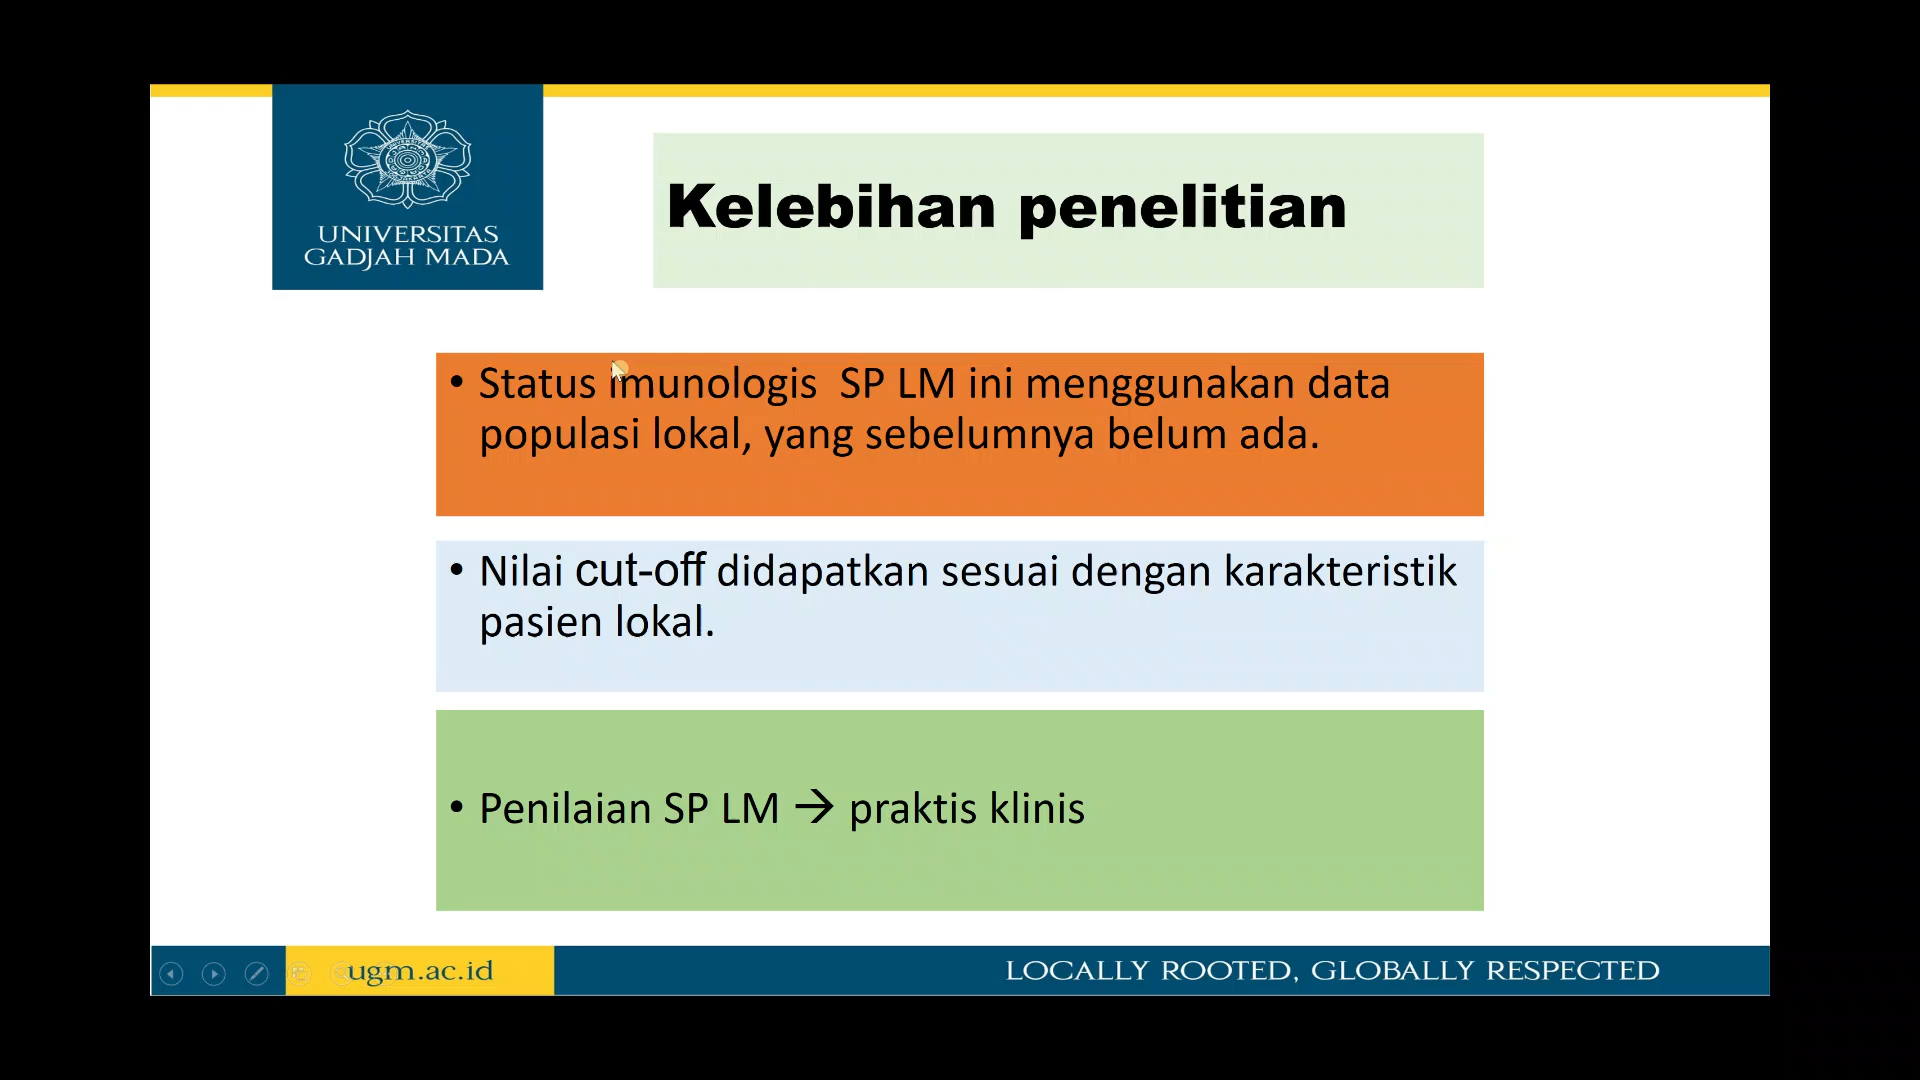 UNIVERSITAS
GADJAH MADA
Kelebihan penelitian
• Status imunologis  SP LM ini menggunakan data
populasi lokal, yang sebelumnya belum ada.
• Nilai cut-off didapatkan sesuai dengan karakteristik
pasien lokal.
• Penilaian SP LM → praktis klinis
ugm.ac.id
LOCALLY ROOTED, GLOBALLY RESPECTED